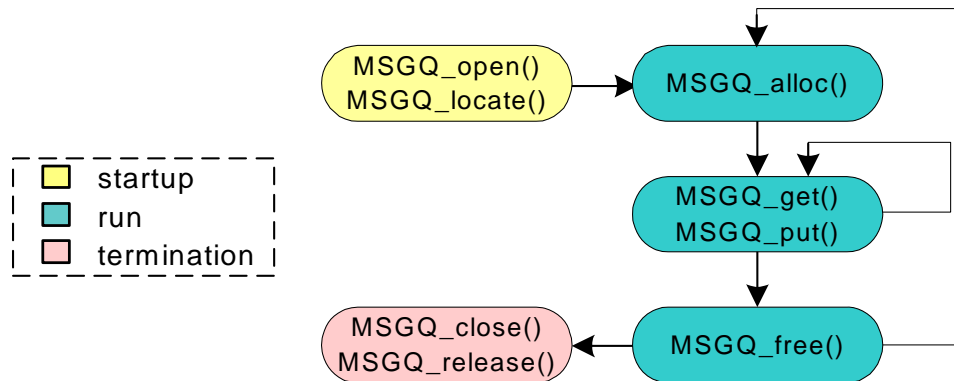 MSGQ_open()
MSGQ_locate()
MSGQ_alloc()
startup
run
termination
MSGQ_get()
MSGQ_put()
MSGQ_close()
MSGQ_release()
MSGQ_free()